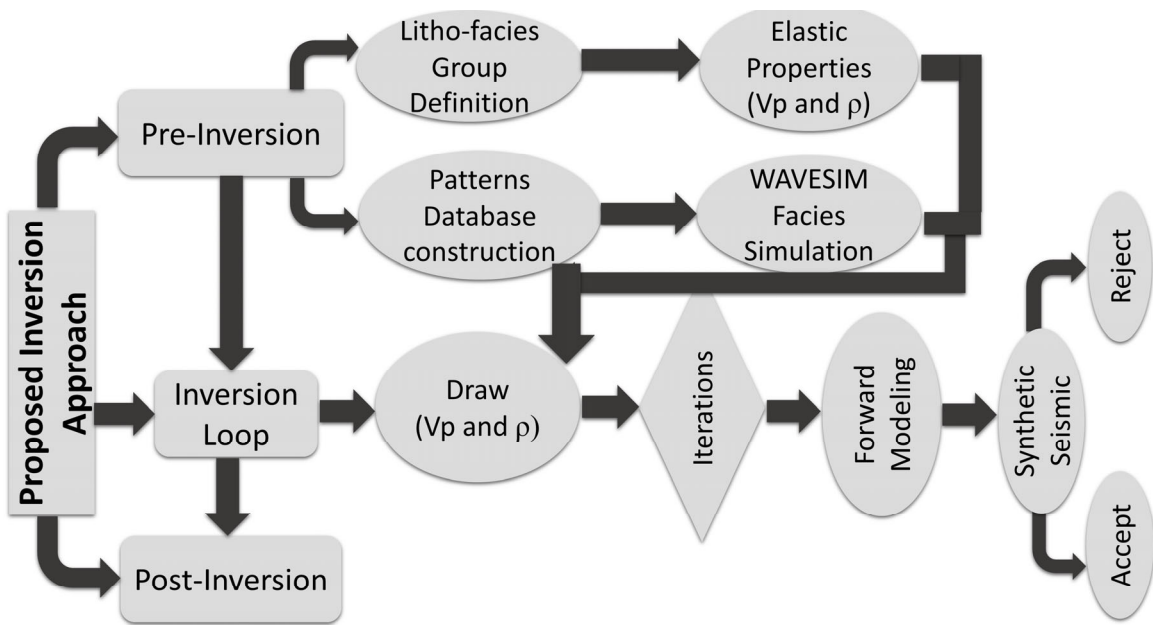 Proposed Inversion
Approach
Pre-Inversion
Litho-facies
Group
Definition
Elastic
Properties
(Vp and ρ)
Patterns
Database
construction
WAVESIM
Facies
Simulation
Inversion
Loop
Draw
(Vp and ρ)
Iterations
Forward
Modeling
Synthetic
Seismic
Reject
Accept
Post-Inversion